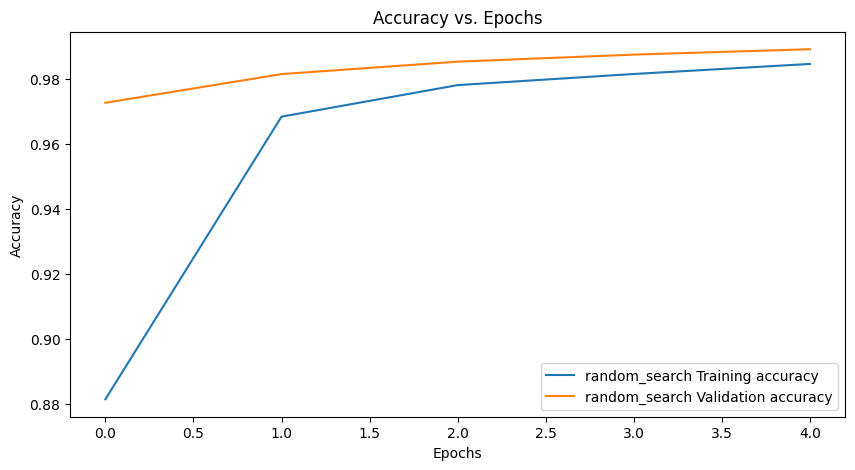 Accuracy vs. Epochs
Accuracy
0.98
0.96
0.94
0.92
0.90
0.88
random_search Training accuracy
random_search Validation accuracy
0.0 0.5 1.0 1.5 2.0 2.5 3.0 3.5 4.0
Epochs